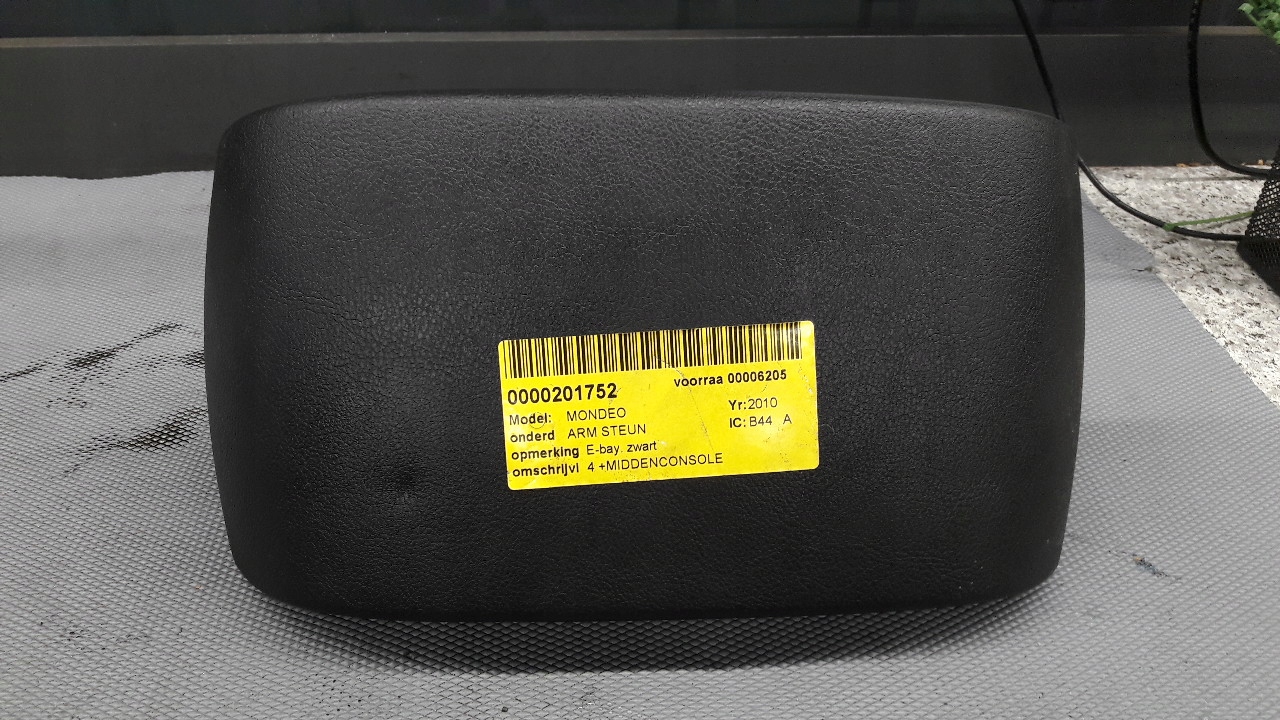 0000201752 voorraa 00006205
Model: MONDEO Yr: 2010
onderd ARM STEUN IC: B44 A
opmerking E-bay. zwart
omschrijvi 4 +MIDDENCONSOLE